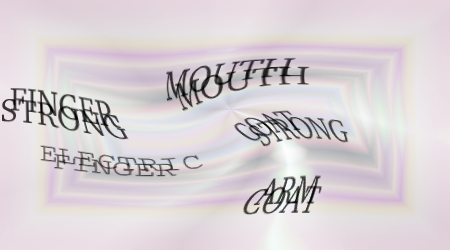 MOUTH
MOUTH
FINGER
STRONG
COAT
STRONG
ELECTRIC
FINGER
ARM
COAT